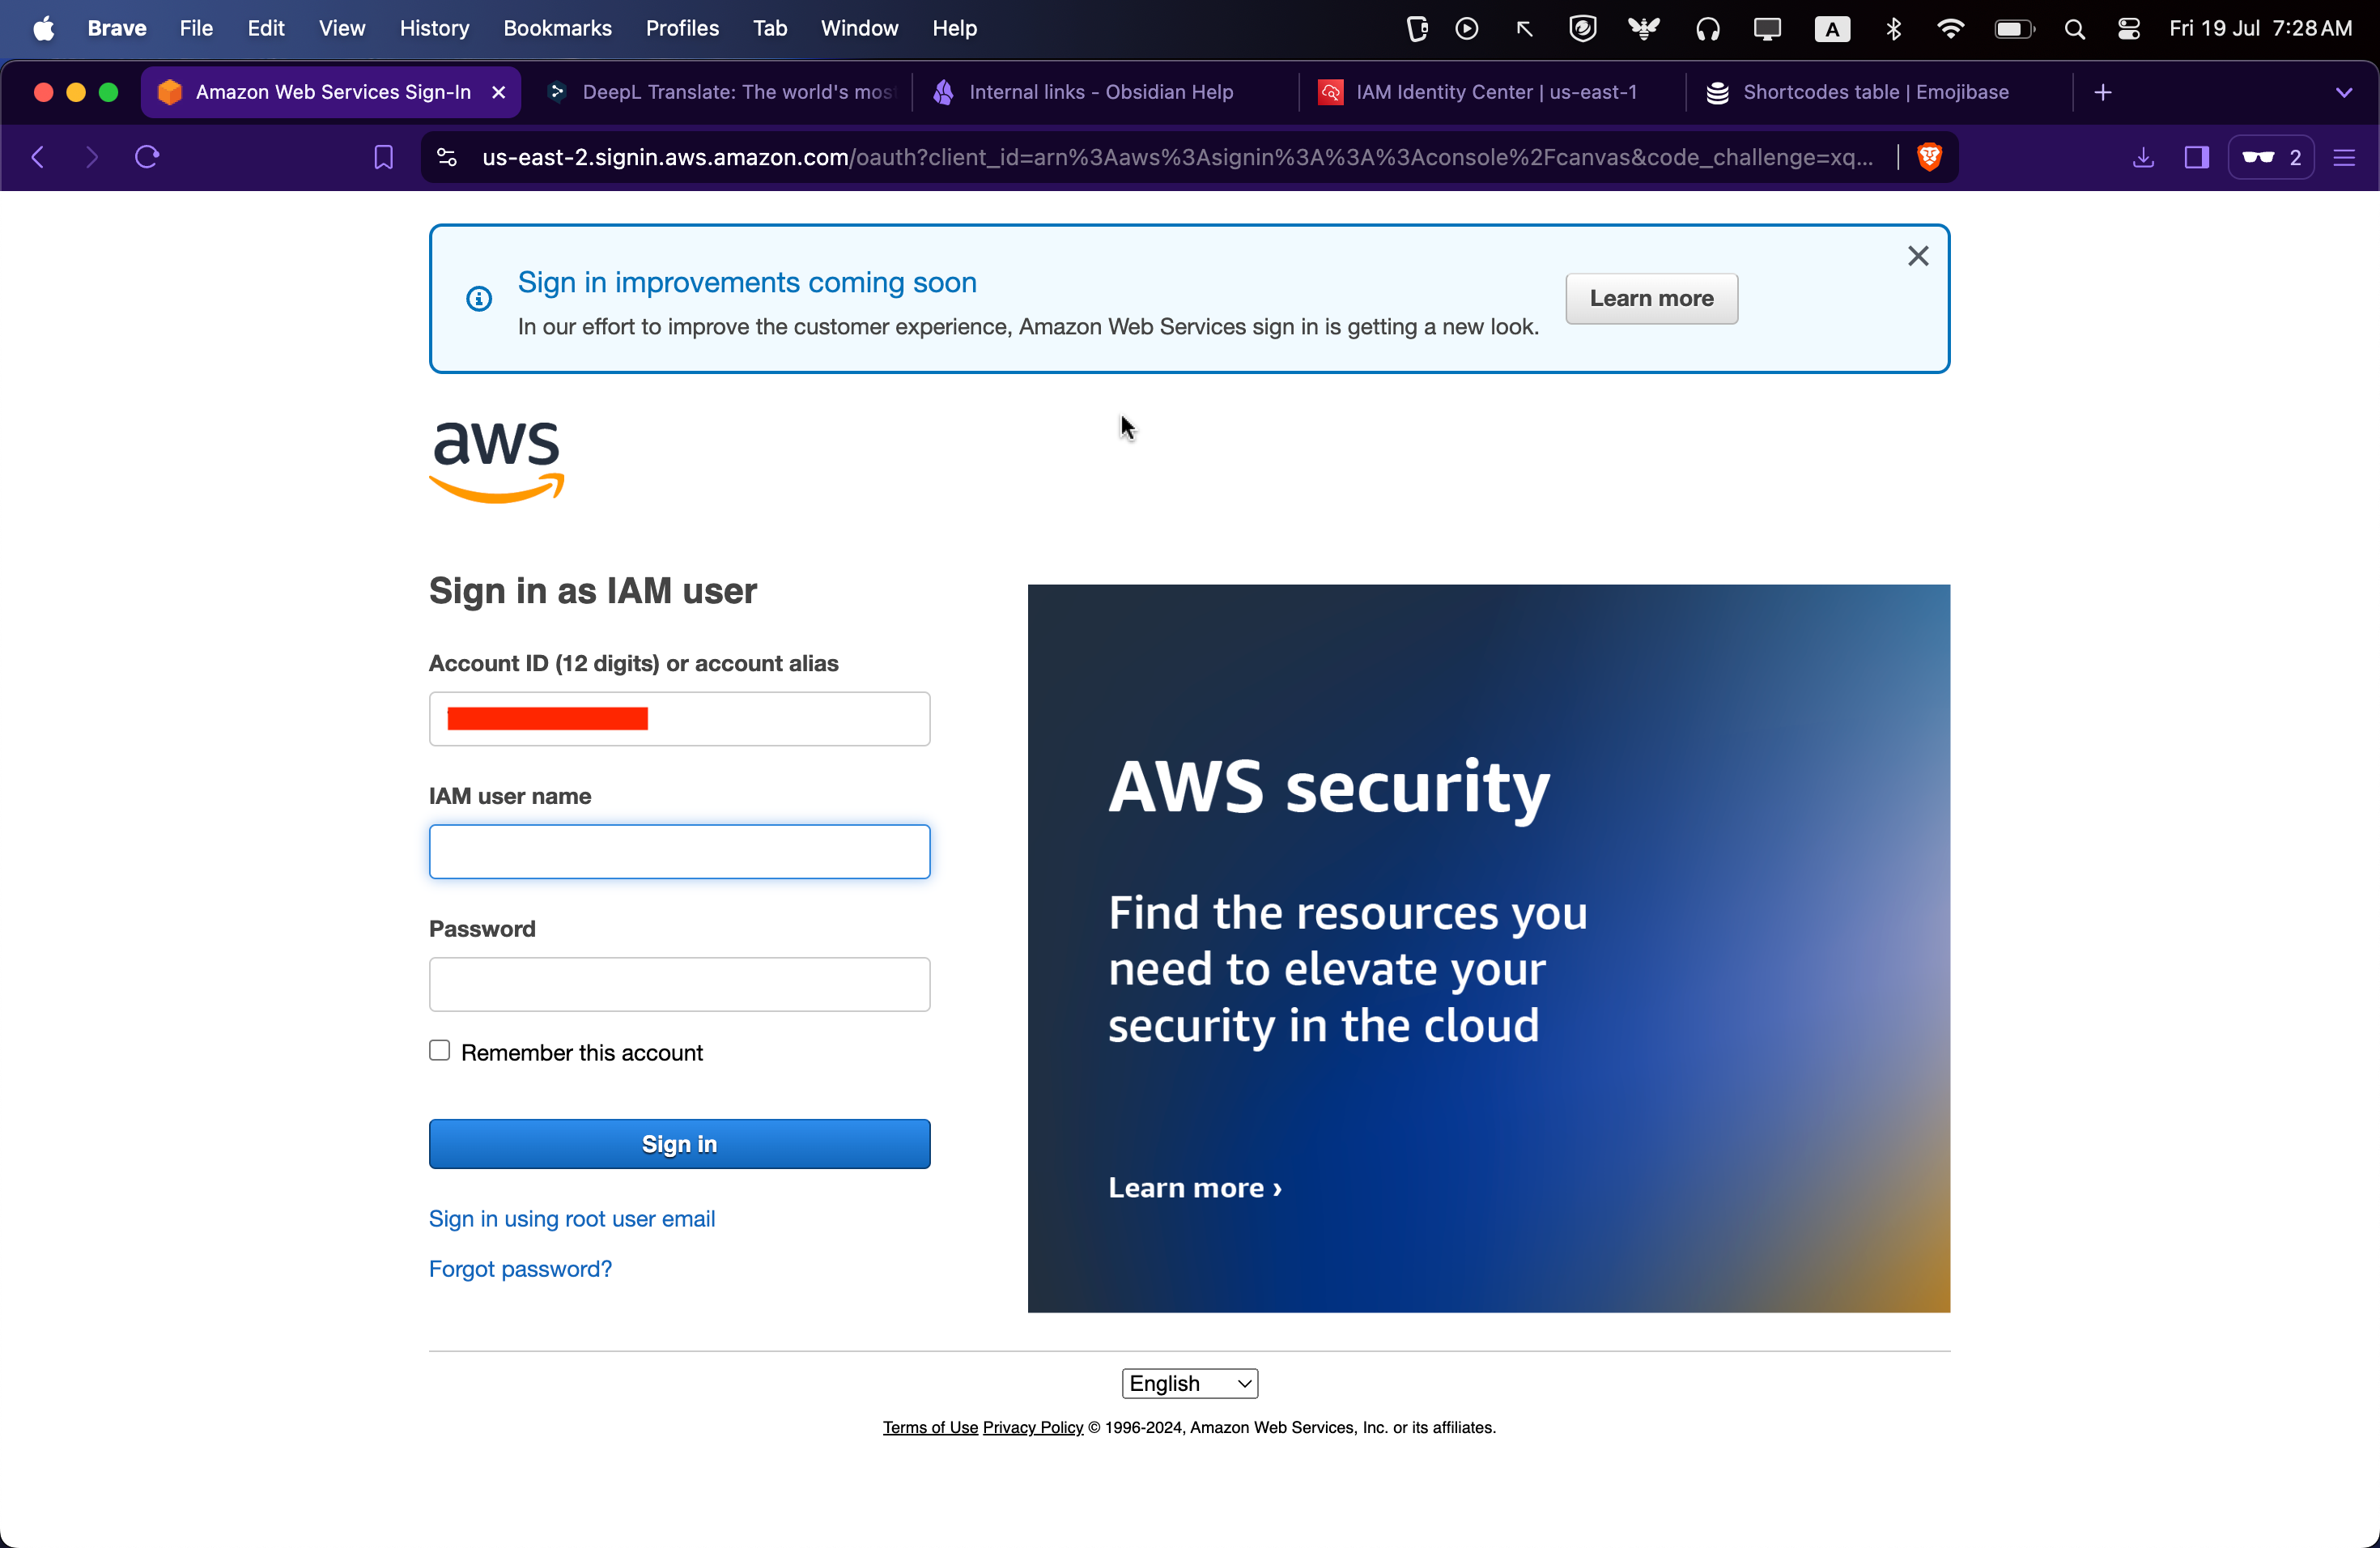 Brave File Edit View History Bookmarks Profiles Tab Window Help A Fri 19 Jul 7:28 AM
Amazon Web Services Sign-In DeepL Translate: The world's most Internal links - Obsidian Help IAM Identity Center | us-east-1 Shortcodes table | Emojibase
us-east-2.signin.aws.amazon.com/oauth?client_id=arn%3Aaws%3Asignin%3A%3A%3Aconsole%2Fcanvas&code_challenge=xq... 2
Sign in improvements coming soon
In our effort to improve the customer experience, Amazon Web Services sign in is getting a new look.
Learn more
aws
Sign in as IAM user
Account ID (12 digits) or account alias
IAM user name
Password
Remember this account
Sign in
Sign in using root user email
Forgot password?
AWS security
Find the resources you
need to elevate your
security in the cloud
Learn more ›
English
Terms of Use Privacy Policy © 1996-2024, Amazon Web Services, Inc. or its affiliates.